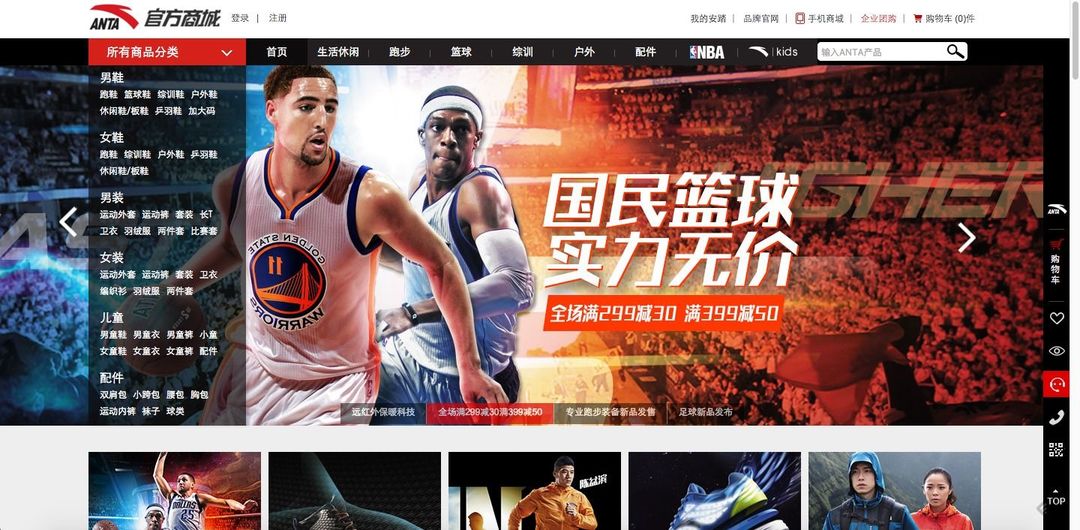 ANTA 官方商城 登录 | 注册
我的安踏 | 品牌官网 | 手机商城 | 企业团购 | 购物车 (0)件
所有商品分类 首页 生活休闲 跑步 篮球 综训 户外 配件 NBA kids 输入ANTA产品
男鞋
跑鞋 篮球鞋 综训鞋 户外鞋
休闲鞋/板鞋 乒羽鞋 加大码
女鞋
跑鞋 综训鞋 户外鞋 乒羽鞋
休闲鞋/板鞋
男装
运动外套 运动裤 套装 长T
卫衣 羽绒服 两件套 比赛套
女装
运动外套 运动裤 套装 卫衣
编织衫 羽绒服 两件套
儿童
男童鞋 男童衣 男童裤 小童
女童鞋 女童衣 女童裤 配件
配件
双肩包 小跨包 腰包 胸包
运动内裤 袜子 球类
GOLDEN STATE
11
WARRIORS
国民篮球
实力无价
全场满299减30 满399减50
GHEN
远红外保暖科技 全场满299减30满399减50 专业跑步装备新品发售 足球新品发布
ANTA
购物车
TOP
DALLAS
25
陈盆滨